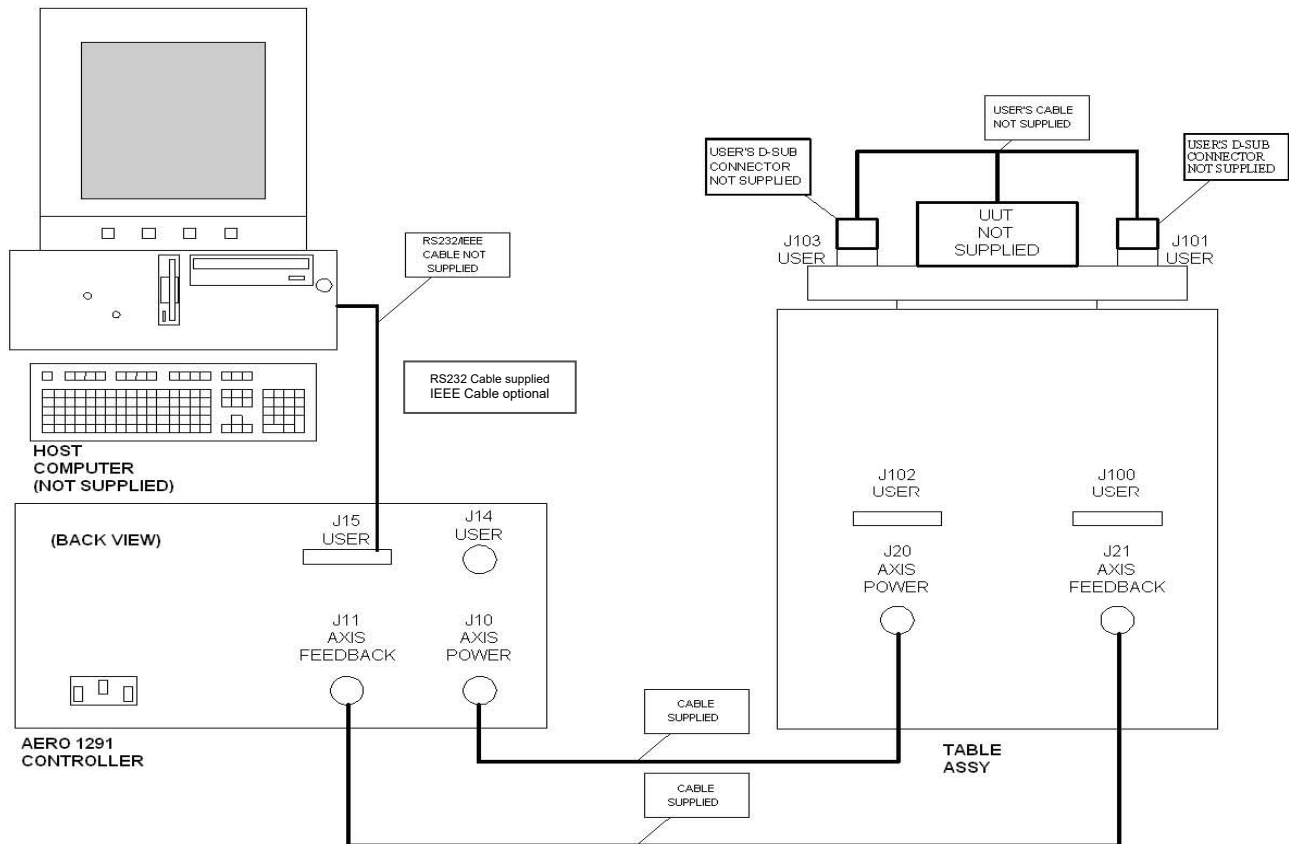 USER'S CABLE
NOT SUPPLIED
USER'S D-SUB
CONNECTOR
NOT SUPPLIED
USER'S D-SUB
CONNECTOR
NOT SUPPLIED
UUT
NOT
SUPPLIED
J103
USER
J101
USER
RS232/IEEE
CABLE NOT
SUPPLIED
RS232 Cable supplied
IEEE Cable optional
HOST
COMPUTER
(NOT SUPPLIED)
(BACK VIEW)
J15
USER
J14
USER
J11
AXIS
FEEDBACK
J10
AXIS
POWER
AERO 1291
CONTROLLER
J102
USER
J100
USER
J20
AXIS
POWER
J21
AXIS
FEEDBACK
CABLE
SUPPLIED
TABLE
ASSY
CABLE
SUPPLIED